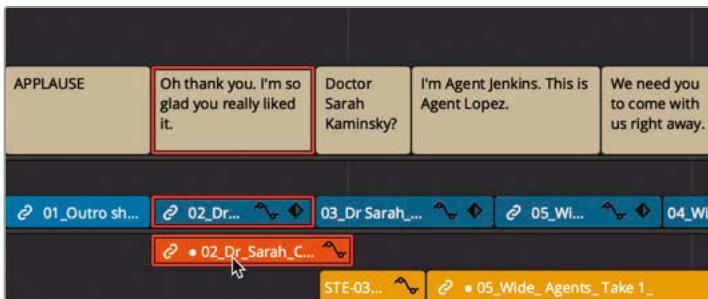 APPLAUSE
Oh thank you. I'm so
glad you really liked
it.
Doctor
Sarah
Kaminsky?
I'm Agent Jenkins. This is
Agent Lopez.
We need you
to come with
us right away.
01_Outro sh...
02_Dr...
03_Dr Sarah_...
05_Wi...
04_Wi
• 02_Dr_Sarah_C...
STE-03...
• 05_Wide_ Agents_ Take 1_